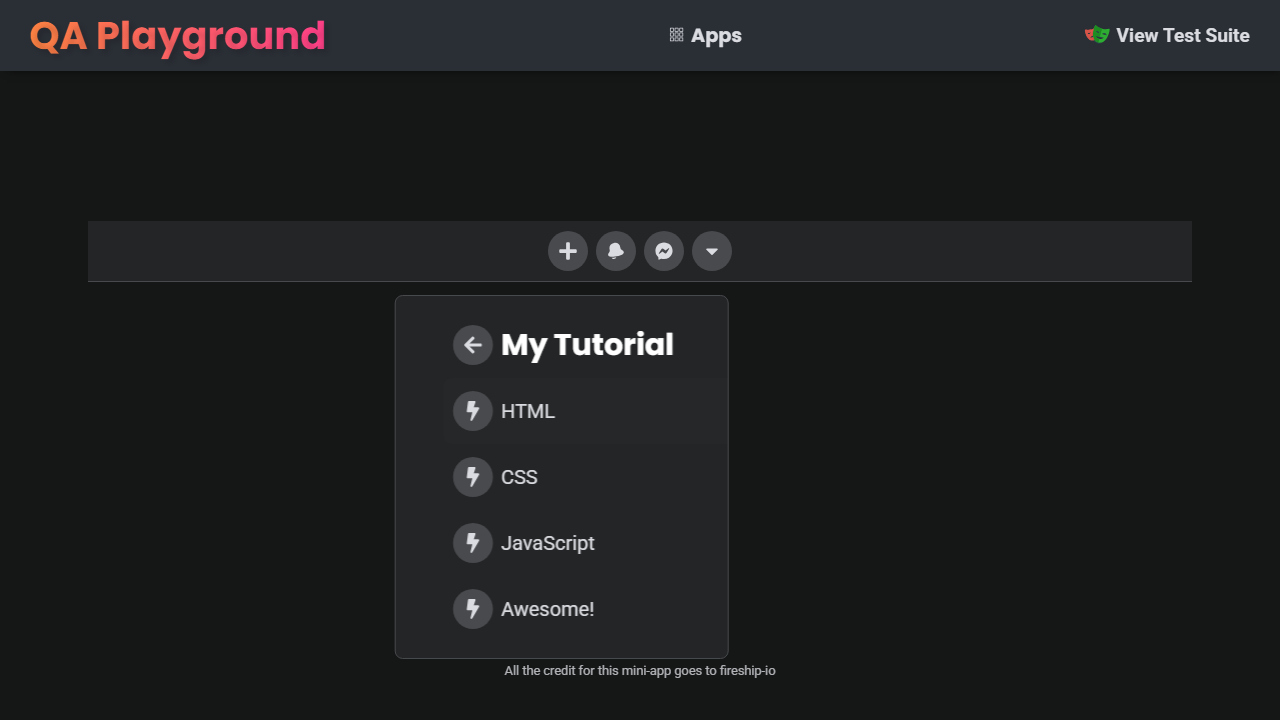 QA Playground
Apps
View Test Suite
My Tutorial
HTML
CSS
JavaScript
Awesome!
All the credit for this mini-app goes to fireship-io